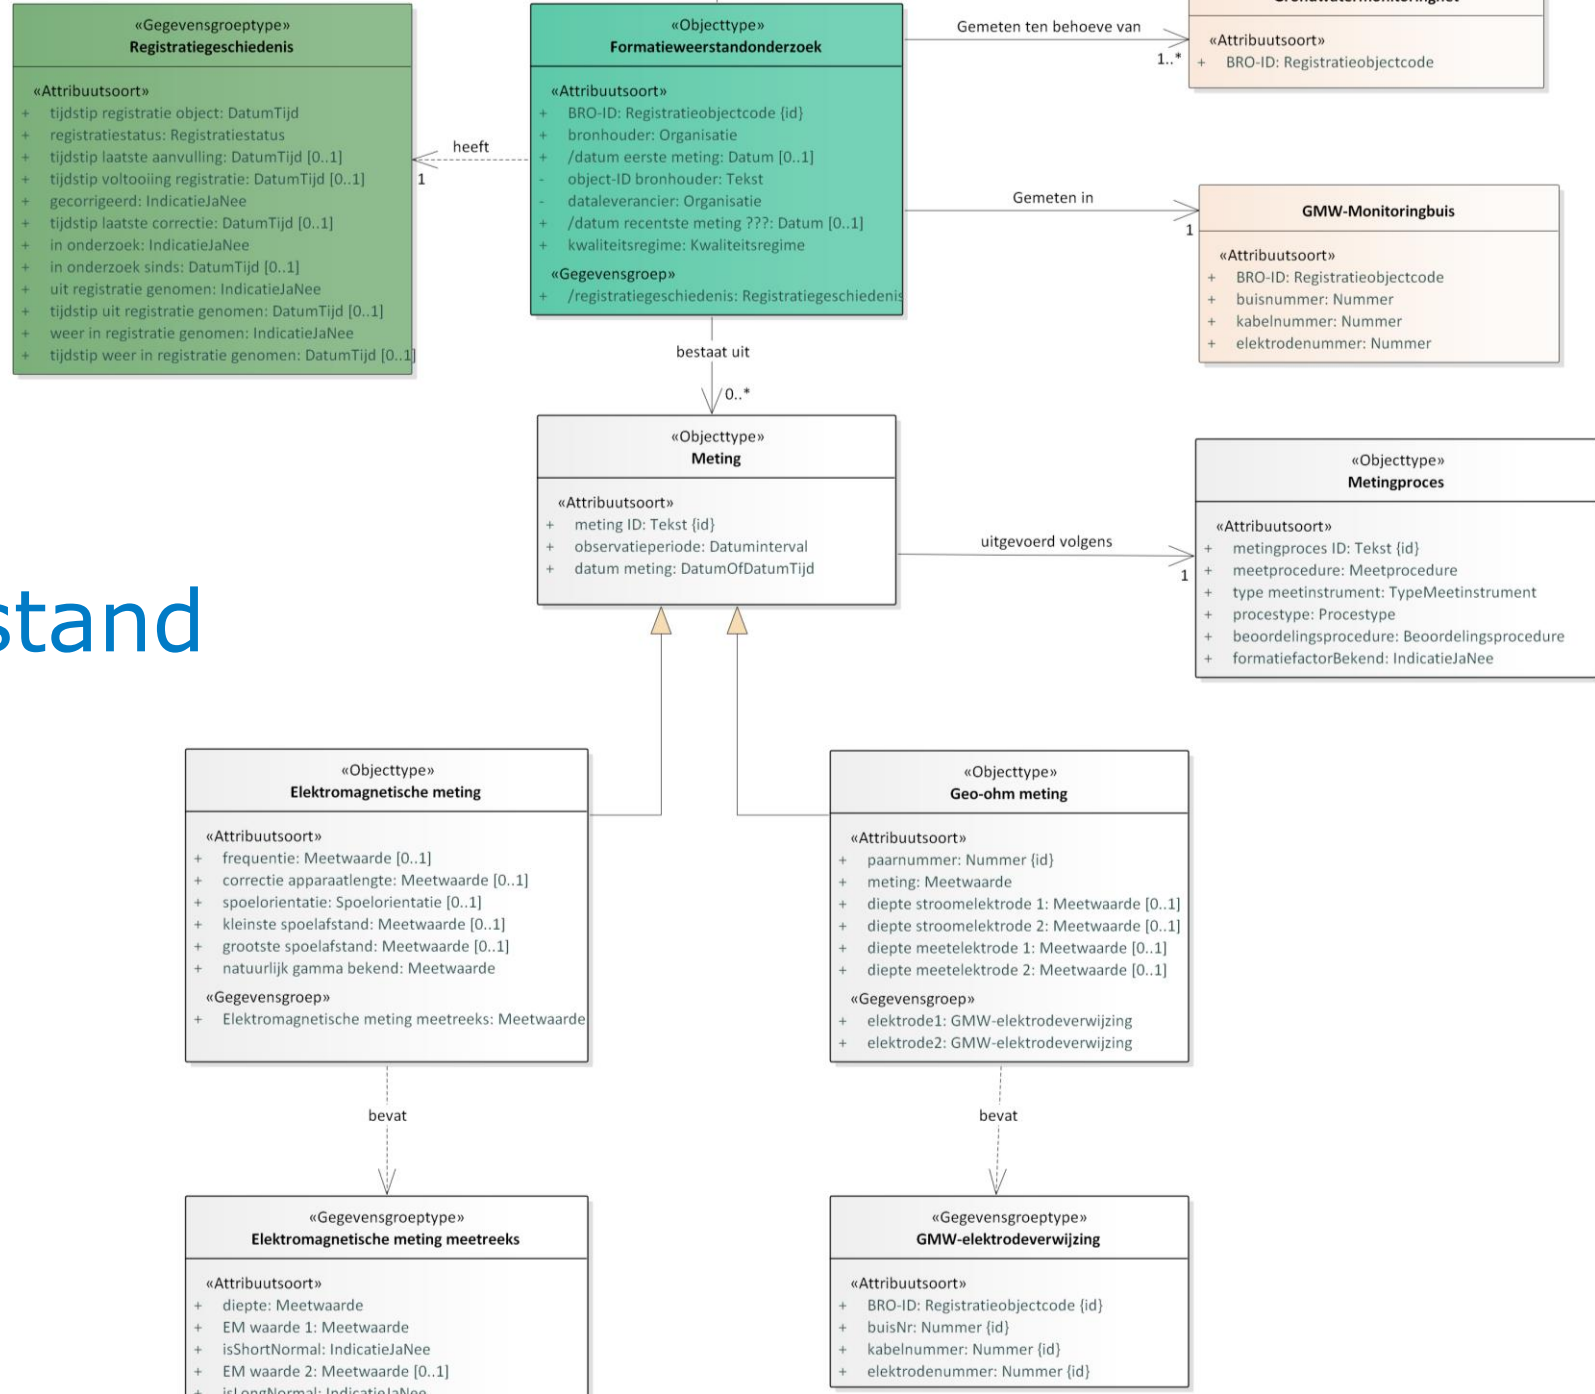 «Gegevensgroeptype»
Registratiegeschiedenis
«Attribuutsoort»
+ tijdstip registratie object: DatumTijd
+ registratiestatus: Registratiestatus
+ tijdstip laatste aanvulling: DatumTijd [0..1]
+ tijdstip voltooiing registratie: DatumTijd [0..1]
+ gecorrigeerd: IndicatieJaNee
+ tijdstip laatste correctie: DatumTijd [0..1]
+ in onderzoek: IndicatieJaNee
+ in onderzoek sinds: DatumTijd [0..1]
+ uit registratie genomen: IndicatieJaNee
+ tijdstip uit registratie genomen: DatumTijd [0..1]
+ weer in registratie genomen: IndicatieJaNee
+ tijdstip weer in registratie genomen: DatumTijd [0..1]
heeft
1
«Objecttype»
Formatieweerstandonderzoek
«Attribuutsoort»
+ BRO-ID: Registratieobjectcode {id}
+ bronhouder: Organisatie
+ /datum eerste meting: Datum [0..1]
- object-ID bronhouder: Tekst
- dataleverancier: Organisatie
+ /datum recentste meting ???: Datum [0..1]
+ kwaliteitsregime: Kwaliteitsregime
«Gegevensgroep»
+ /registratiegeschiedenis: Registratiegeschiedenis
Gemeten ten behoeve van
1..*
Grondwatermonitoringnet
«Attribuutsoort»
+ BRO-ID: Registratieobjectcode
Gemeten in
1
GMW-Monitoringbuis
«Attribuutsoort»
+ BRO-ID: Registratieobjectcode
+ buisnummer: Nummer
+ kabelnummer: Nummer
+ elektrodenummer: Nummer
bestaat uit
0..*
«Objecttype»
Meting
«Attribuutsoort»
+ meting ID: Tekst {id}
+ observatieperiode: Datuminterval
+ datum meting: DatumOfDatumTijd
uitgevoerd volgens
1
«Objecttype»
Metingproces
«Attribuutsoort»
+ metingproces ID: Tekst {id}
+ meetprocedure: Meetprocedure
+ type meetinstrument: TypeMeetinstrument
+ procestype: Procestype
+ beoordelingsprocedure: Beoordelingsprocedure
+ formatiefactorBekend: IndicatieJaNee
stand
«Objecttype»
Elektromagnetische meting
«Attribuutsoort»
+ frequentie: Meetwaarde [0..1]
+ correctie apparaatlengte: Meetwaarde [0..1]
+ spoelorientatie: Spoelorientatie [0..1]
+ kleinste spoelafstand: Meetwaarde [0..1]
+ grootste spoelafstand: Meetwaarde [0..1]
+ natuurlijk gamma bekend: Meetwaarde
«Gegevensgroep»
+ Elektromagnetische meting meetreeks: Meetwaarde
«Objecttype»
Geo-ohm meting
«Attribuutsoort»
+ paarnummer: Nummer {id}
+ meting: Meetwaarde
+ diepte stroomelektrode 1: Meetwaarde [0..1]
+ diepte stroomelektrode 2: Meetwaarde [0..1]
+ diepte meetelektrode 1: Meetwaarde [0..1]
+ diepte meetelektrode 2: Meetwaarde [0..1]
«Gegevensgroep»
+ elektrode1: GMW-elektrodeverwijzing
+ elektrode2: GMW-elektrodeverwijzing
bevat
bevat
«Gegevensgroeptype»
Elektromagnetische meting meetreeks
«Attribuutsoort»
+ diepte: Meetwaarde
+ EM waarde 1: Meetwaarde
+ isShortNormal: IndicatieJaNee
+ EM waarde 2: Meetwaarde [0..1]
+ isLongNormal: IndicatieJaNee
«Gegevensgroeptype»
GMW-elektrodeverwijzing
«Attribuutsoort»
+ BRO-ID: Registratieobjectcode {id}
+ buisNr: Nummer {id}
+ kabelnummer: Nummer {id}
+ elektrodenummer: Nummer {id}